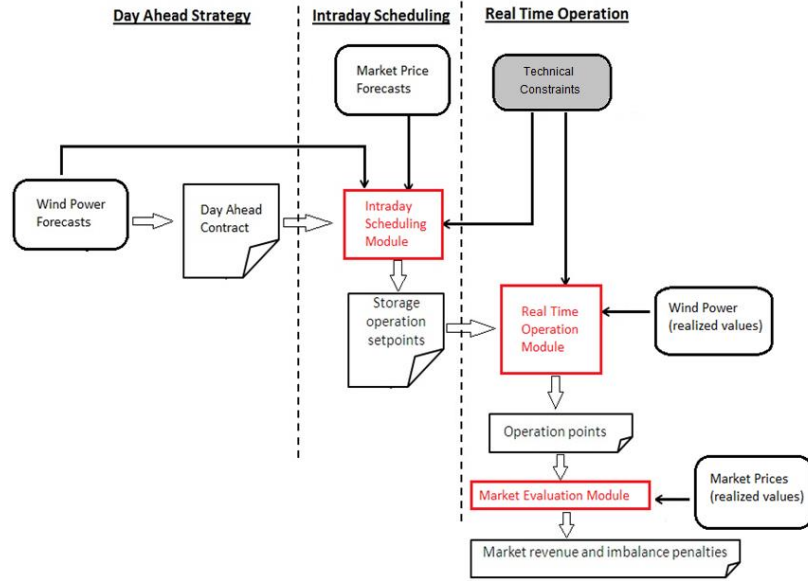 Day Ahead Strategy
Intraday Scheduling
Real Time Operation
Market Price
Forecasts
Technical
Constraints
Wind Power
Forecasts
Day Ahead
Contract
Intraday
Scheduling
Module
Storage
operation
setpoints
Real Time
Operation
Module
Wind Power
(realized values)
Operation points
Market Evaluation Module
Market Prices
(realized values)
Market revenue and imbalance penalties